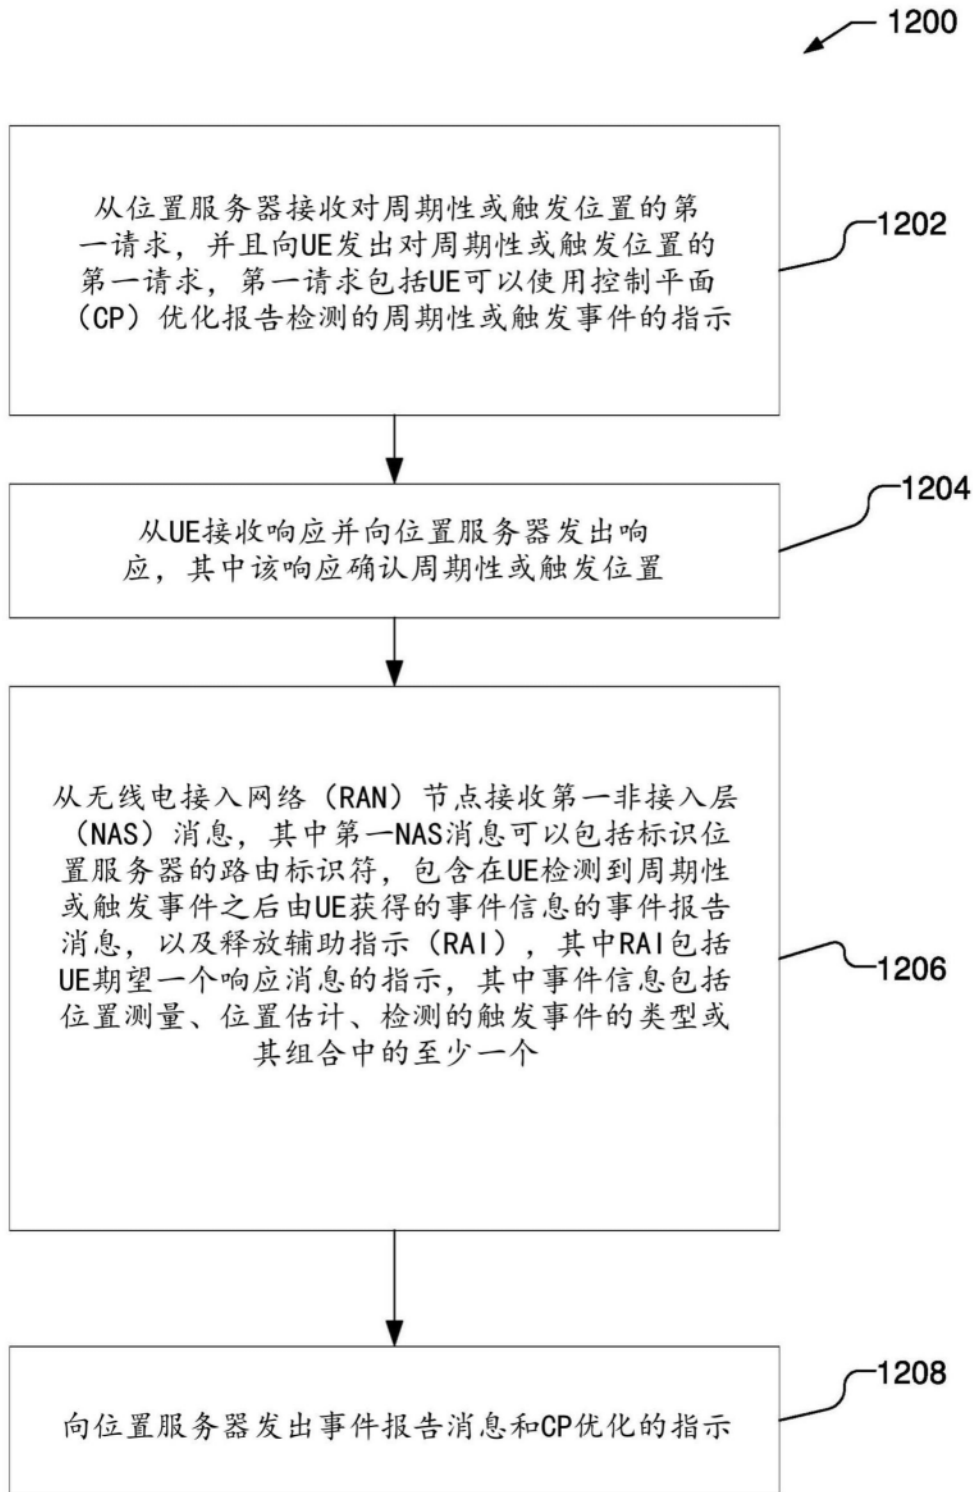 1200
从位置服务器接收对周期性或触发位置的第
一请求，并且向UE发出对周期性或触发位置的
第一请求，第一请求包括UE可以使用控制平面
（CP）优化报告检测的周期性或触发事件的指示
1202
从UE接收响应并向位置服务器发出响
应，其中该响应确认周期性或触发位置
1204
从无线电接入网络（RAN）节点接收第一非接入层
（NAS）消息，其中第一NAS消息可以包括标识位
置服务器的路由标识符，包含在UE检测到周期性
或触发事件之后由UE获得的事件信息的事件报告
消息，以及释放辅助指示（RAI），其中RAI包括
UE期望一个响应消息的指示，其中事件信息包括
位置测量、位置估计、检测的触发事件的类型或
其组合中的至少一个
1206
向位置服务器发出事件报告消息和CP优化的指示
1208